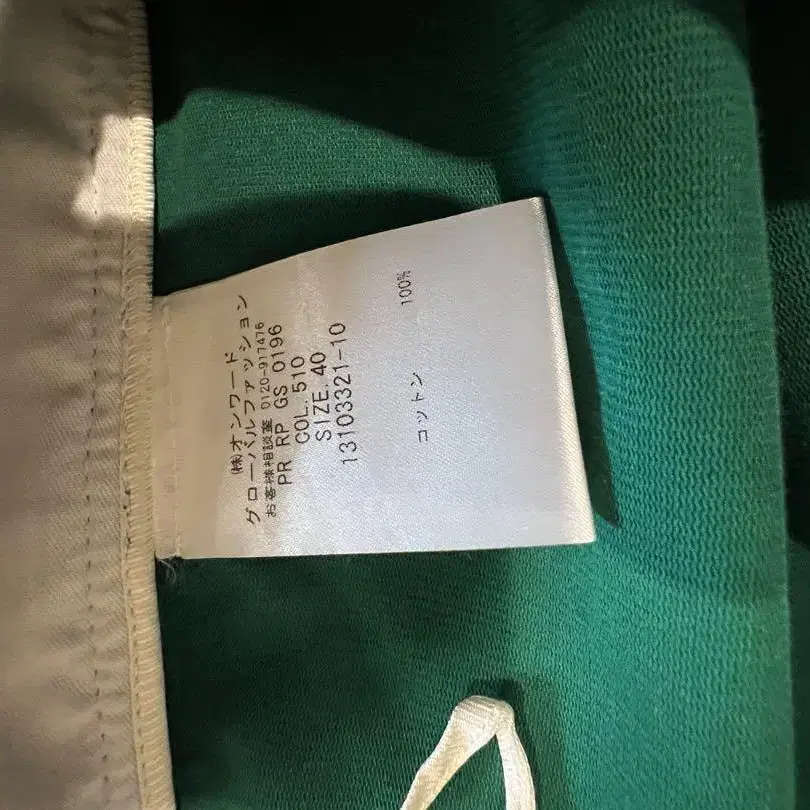 (株)オンワード
グローバルファッション
お客様相談室 0120-917476
PR RP GS 0196
COL. 510
SIZE. 40
13103321-10
コットン 100%